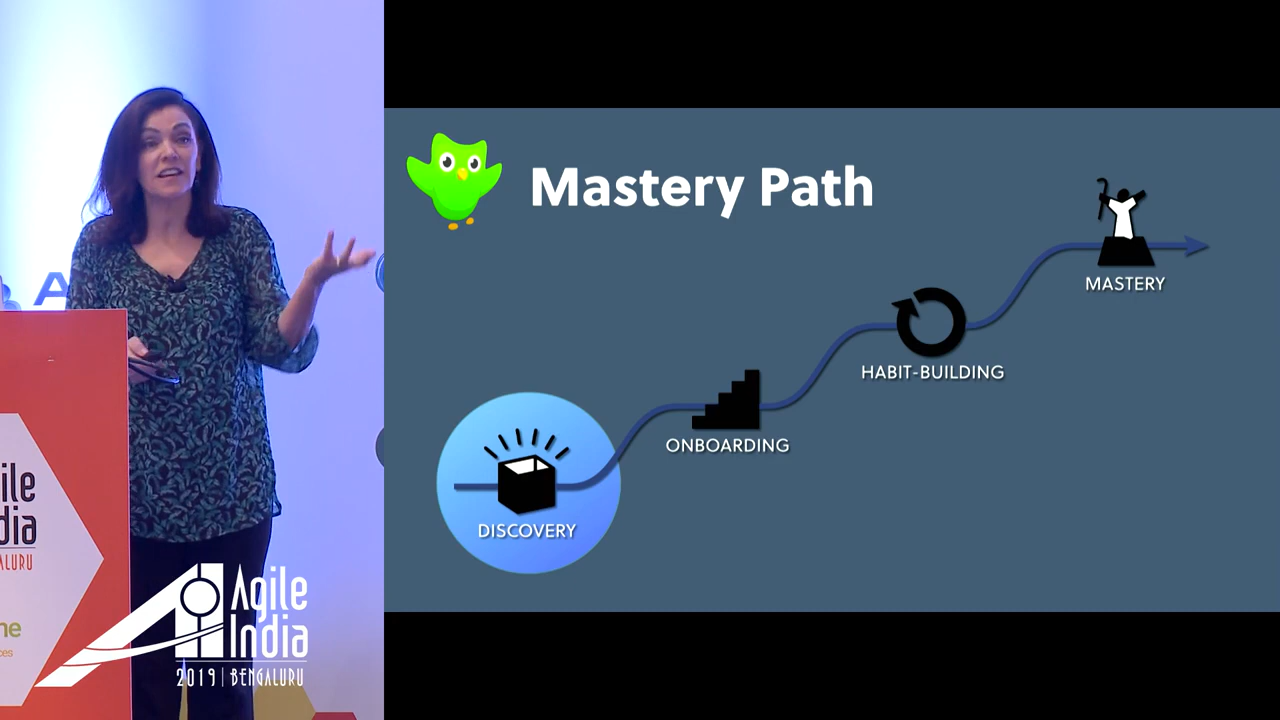 Mastery Path
MASTERY
HABIT-BUILDING
ONBOARDING
DISCOVERY
Agile
India
2019 | BENGALURU